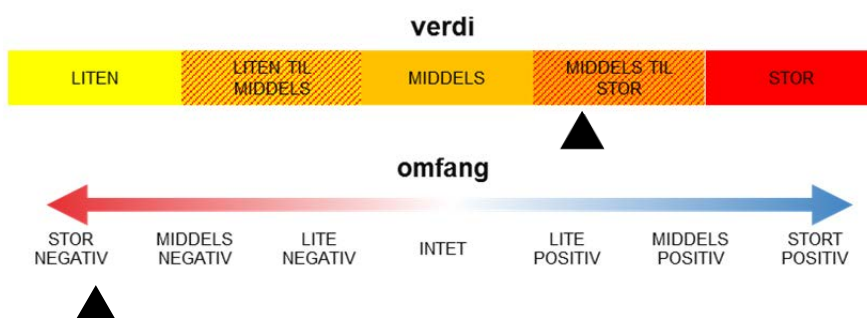 verdi
LITEN
LITEN TIL
MIDDELS
MIDDELS
MIDDELS TIL
STOR
STOR
omfang
STOR
NEGATIV
MIDDELS
NEGATIV
LITE
NEGATIV
INTET
LITE
POSITIV
MIDDELS
POSITIV
STORT
POSITIV